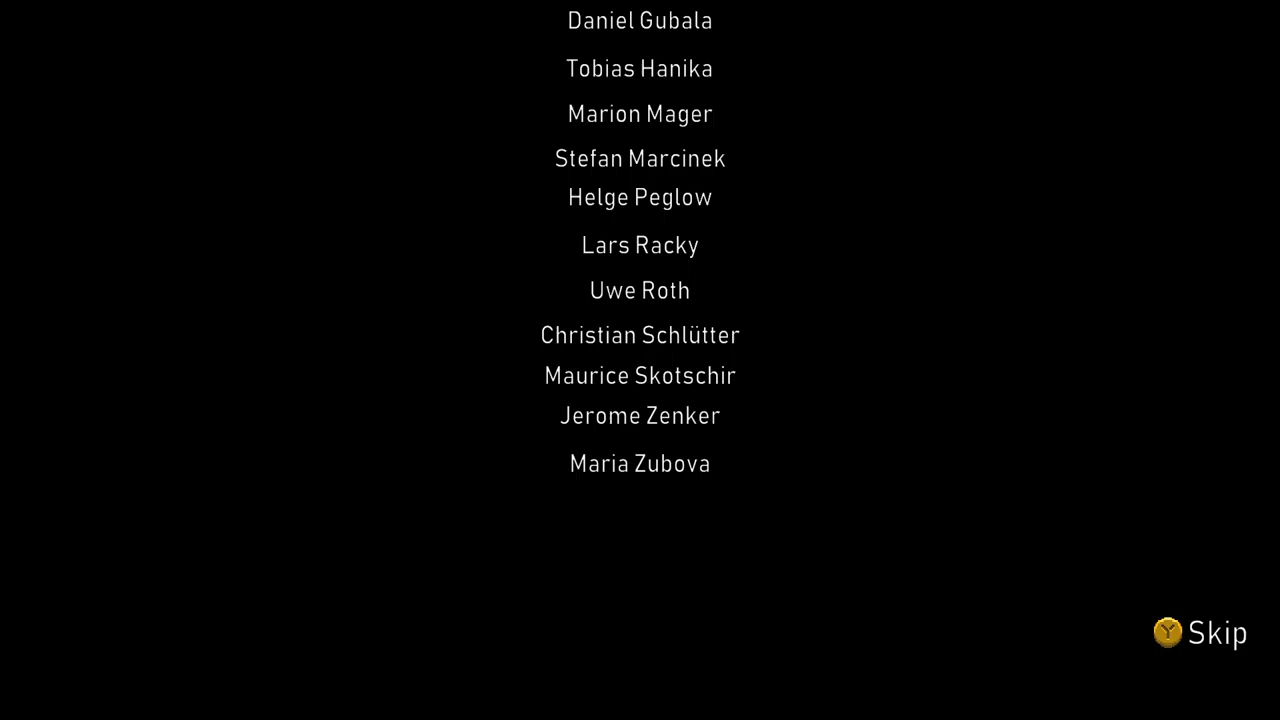 Daniel Gubala
Tobias Hanika
Marion Mager
Stefan Marcinek
Helge Peglow
Lars Racky
Uwe Roth
Christian Schlütter
Maurice Skotschir
Jerome Zenker
Maria Zubova
Y Skip